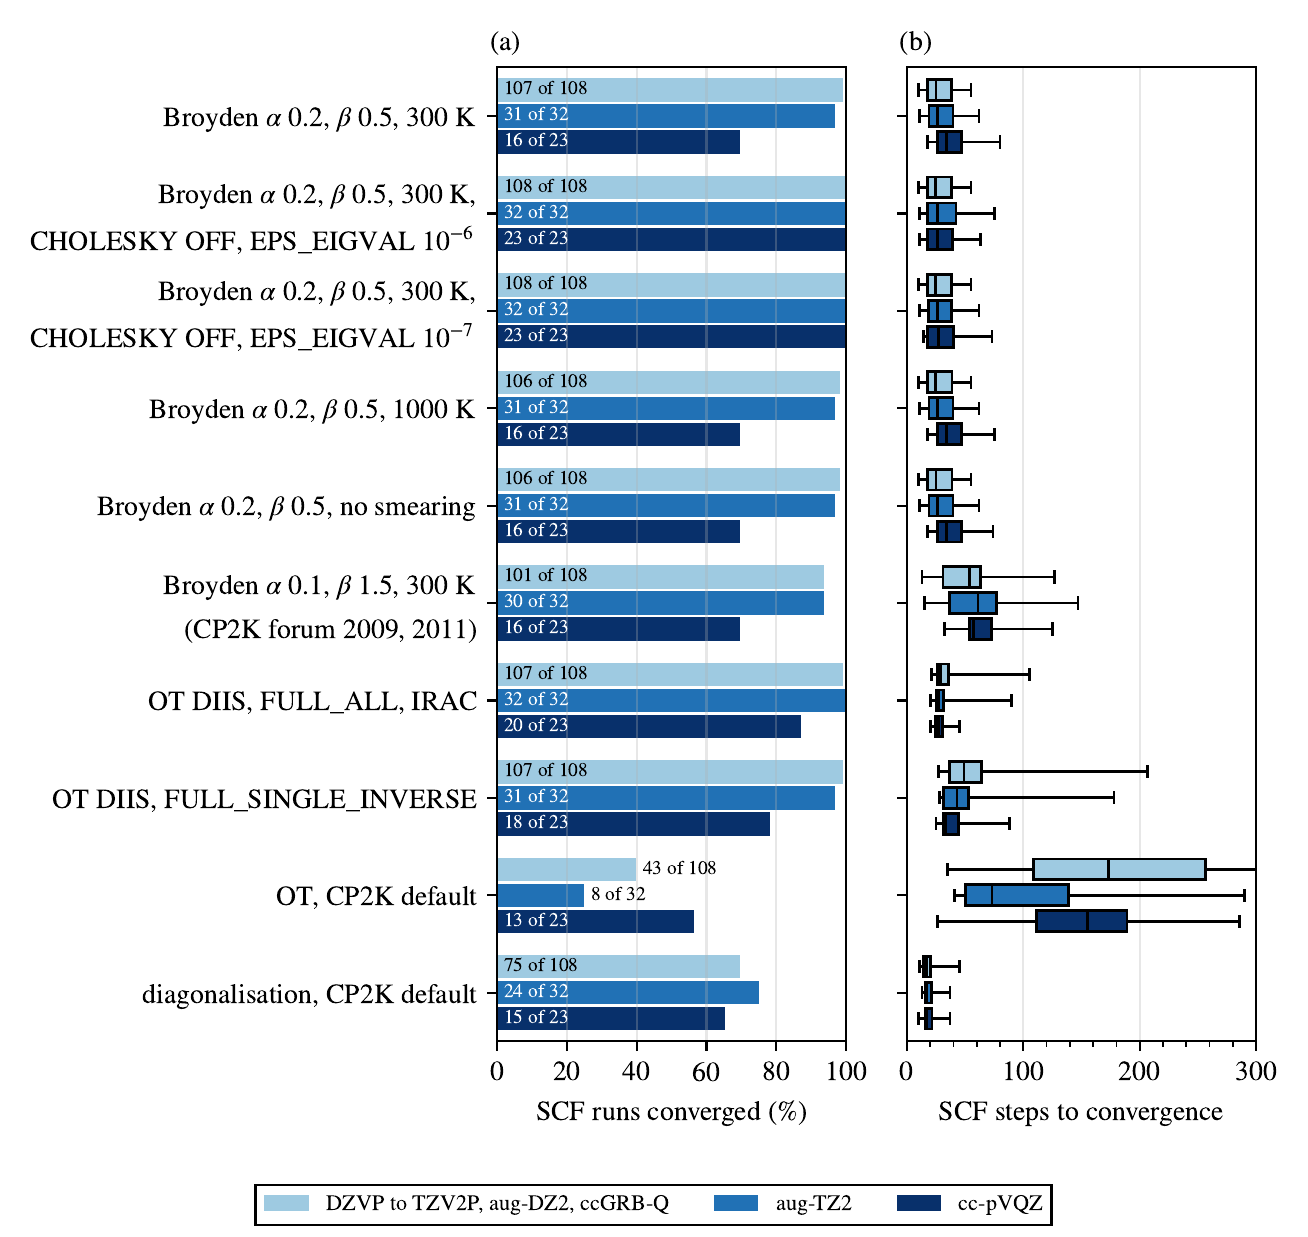 (a)
(b)
Broyden α 0.2, β 0.5, 300 K
107 of 108
31 of 32
16 of 23
Broyden α 0.2, β 0.5, 300 K,
CHOLESKY OFF, EPS_EIGVAL 10⁻⁶
108 of 108
32 of 32
23 of 23
Broyden α 0.2, β 0.5, 300 K,
CHOLESKY OFF, EPS_EIGVAL 10⁻⁷
108 of 108
32 of 32
23 of 23
Broyden α 0.2, β 0.5, 1000 K
106 of 108
31 of 32
16 of 23
Broyden α 0.2, β 0.5, no smearing
106 of 108
31 of 32
16 of 23
Broyden α 0.1, β 1.5, 300 K
(CP2K forum 2009, 2011)
101 of 108
30 of 32
16 of 23
OT DIIS, FULL_ALL, IRAC
107 of 108
32 of 32
20 of 23
OT DIIS, FULL_SINGLE_INVERSE
107 of 108
31 of 32
18 of 23
OT, CP2K default
43 of 108
8 of 32
13 of 23
diagonalisation, CP2K default
75 of 108
24 of 32
15 of 23
0 20 40 60 80 100
SCF runs converged (%)
0 100 200 300
SCF steps to convergence
DZVP to TZV2P, aug-DZ2, ccGRB-Q aug-TZ2 cc-pVQZ